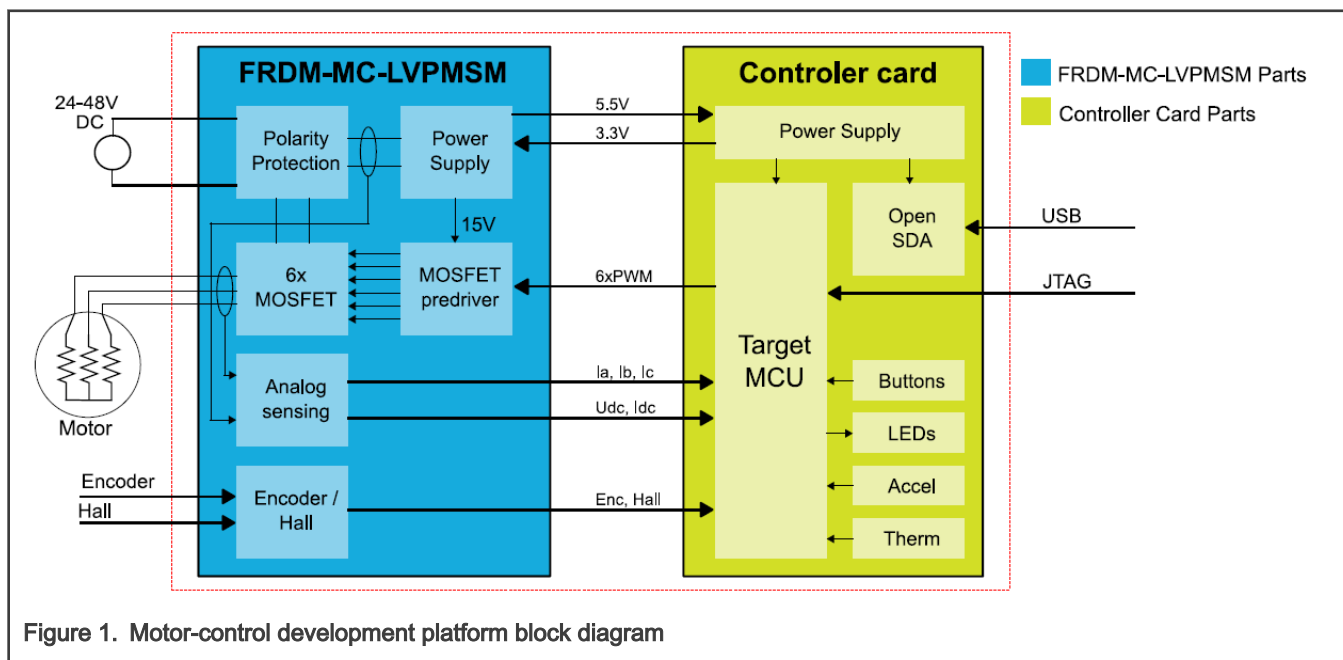 FRDM-MC-LVPMSM
Controler card
FRDM-MC-LVPMSM Parts
Controller Card Parts
24-48V
DC
Polarity
Protection
Power
Supply
5.5V
3.3V
Power Supply
15V
Open
SDA
USB
JTAG
6x
MOSFET
MOSFET
predriver
6xPWM
Target
MCU
Motor
Analog
sensing
Ia, Ib, Ic
Udc, Idc
Buttons
LEDs
Accel
Therm
Encoder
Hall
Encoder /
Hall
Enc, Hall
Figure 1. Motor-control development platform block diagram